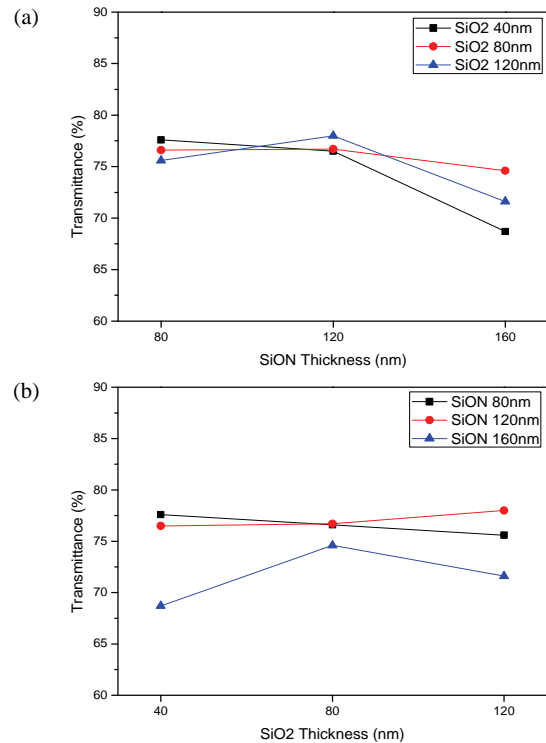 (a)
SiO2 40nm
SiO2 80nm
SiO2 120nm
90
85
80
75
70
65
60
Transmittance (%)
80
120
160
SiON Thickness (nm)
(b)
SiON 80nm
SiON 120nm
SiON 160nm
90
85
80
75
70
65
60
Transmittance (%)
40
80
120
SiO2 Thickness (nm)